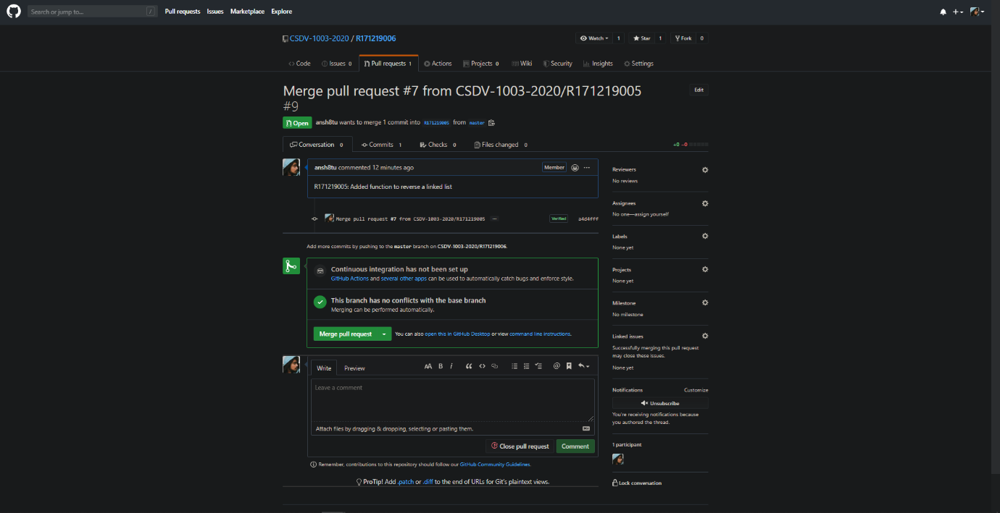 Search or jump to... /
Pull requests Issues Marketplace Explore
CSDV-1003-2020 / R171219006
Watch 1 Star 1 Fork 0
Code Issues 0 Pull requests 1 Actions Projects 0 Wiki Security Insights Settings
Merge pull request #7 from CSDV-1003-2020/R171219005
#9
Edit
Open ansh8tu wants to merge 1 commit into R171219005 from master
Conversation 0 Commits 1 Checks 0 Files changed 0
+0 −0
ansh8tu commented 12 minutes ago
Member ...
R171219005: Added function to reverse a linked list
Merge pull request #7 from CSDV-1003-2020/R171219005 ... Verified a4d4fff
Add more commits by pushing to the master branch on CSDV-1003-2020/R171219006.
Continuous integration has not been set up
GitHub Actions and several other apps can be used to automatically catch bugs and enforce style.
This branch has no conflicts with the base branch
Merging can be performed automatically.
Merge pull request You can also open this in GitHub Desktop or view command line instructions.
Write Preview
AA B i
Leave a comment
Attach files by dragging & dropping, selecting or pasting them.
Close pull request Comment
Remember, contributions to this repository should follow our GitHub Community Guidelines.
ProTip! Add .patch or .diff to the end of URLs for Git's plaintext views.
Reviewers
No reviews
Assignees
No one—assign yourself
Labels
None yet
Projects
None yet
Milestone
No milestone
Linked issues
Successfully merging this pull request
may close these issues.
None yet
Notifications Customize
Unsubscribe
You're receiving notifications because
you authored the thread.
1 participant
Lock conversation